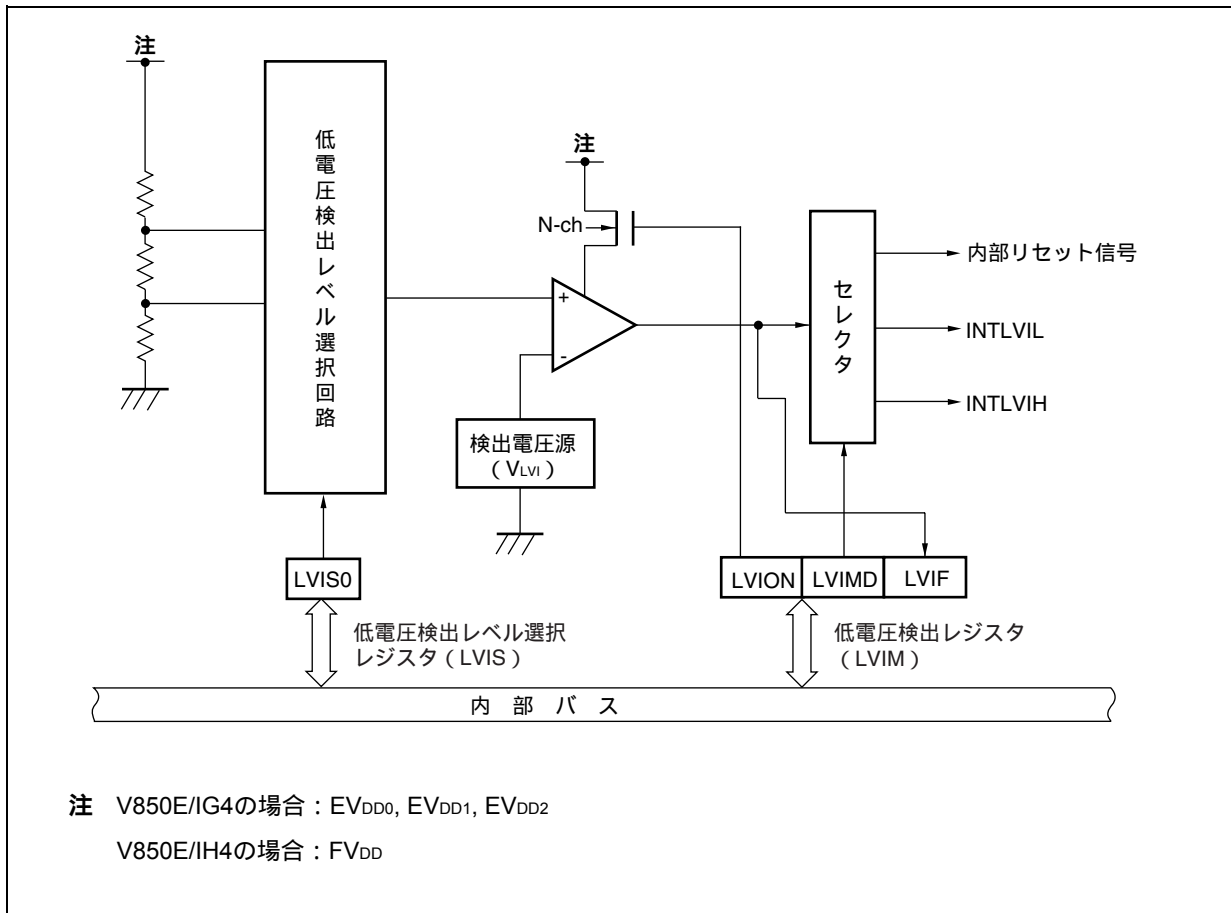 注
低電圧検出レベル選択回路
注
N-ch
+
-
検出電圧源
（VLVI）
セレクタ
内部リセット信号
INTLVIL
INTLVIH
LVIS0
LVION LVIMD LVIF
低電圧検出レベル選択
レジスタ（LVIS）
低電圧検出レジスタ
（LVIM）
内 部 バ ス
注 V850E/IG4の場合：EVDD0, EVDD1, EVDD2
V850E/IH4の場合：FVDD